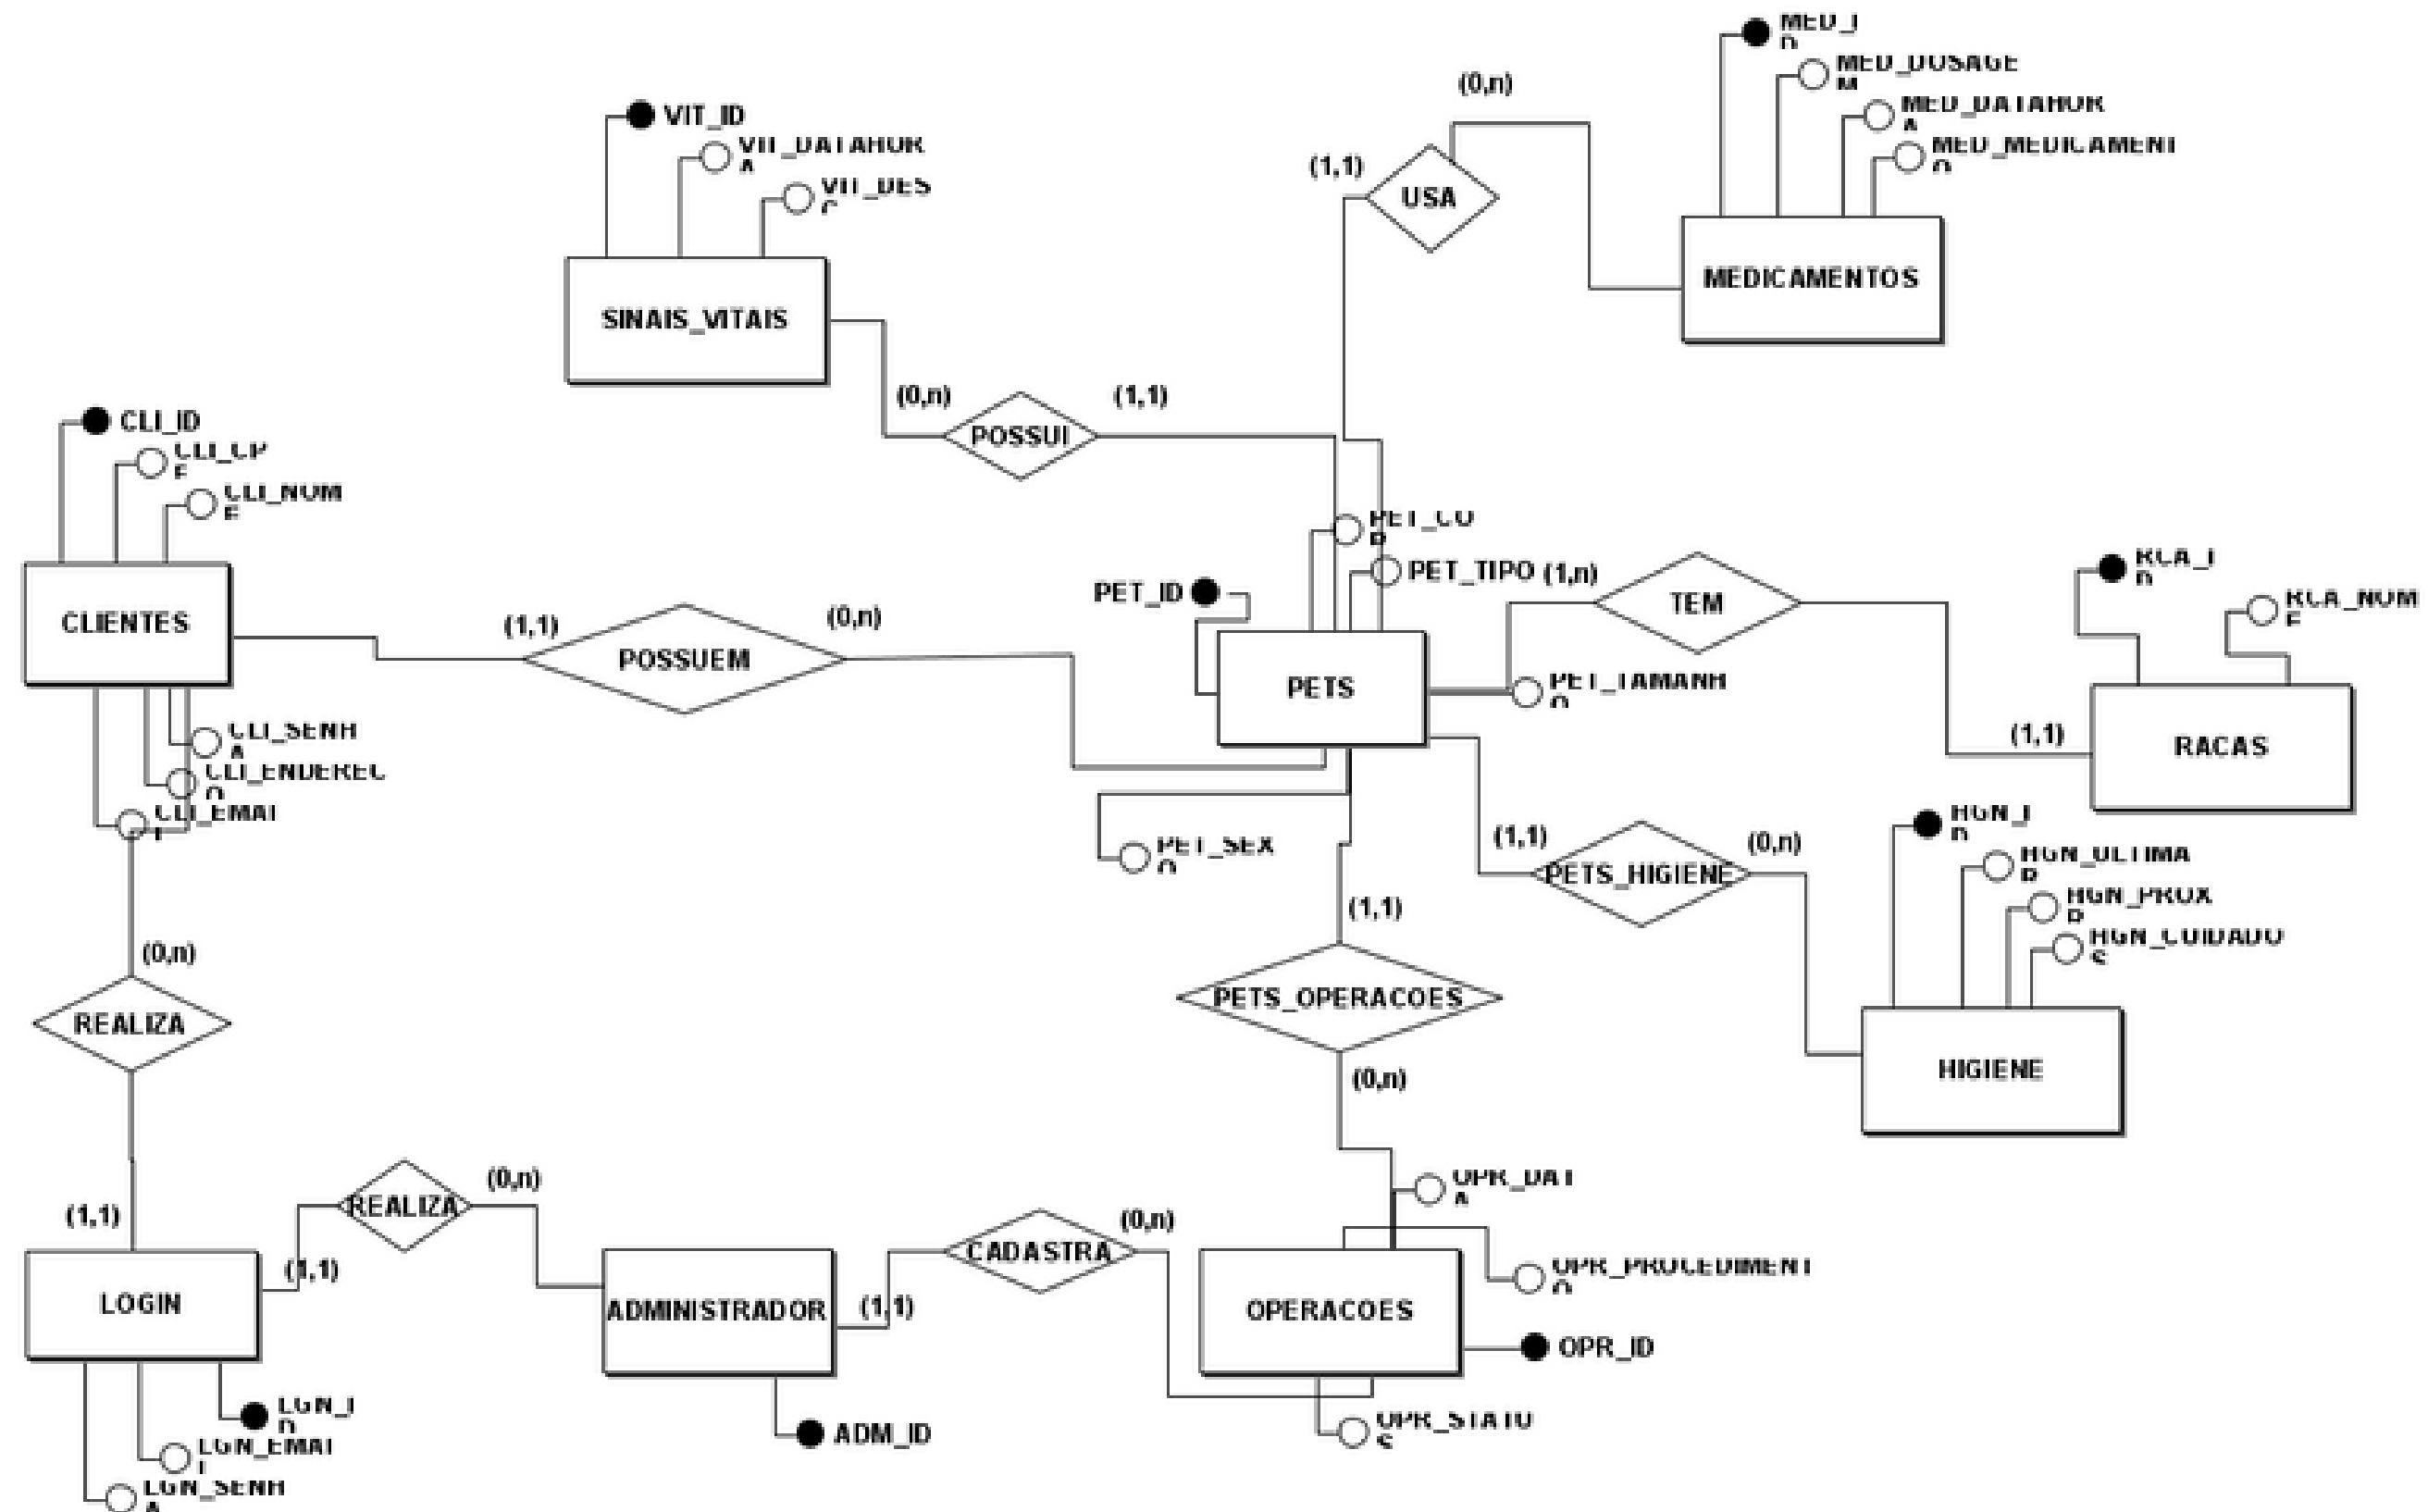 MED_I
D
MED_DOSAGE
M
(0,n)
MED_DATAHOR
A
VIT_ID
VIT_DATAHOR
A
MED_MEDICAMENT
O
(1,1)
USA
VIT_DES
C
MEDICAMENTOS
SINAIS_VITAIS
(0,n)
(1,1)
POSSUI
CLI_ID
CLI_CP
F
CLI_NOM
E
PET_CO
R
PET_TIPO
(1,n)
RCA_I
D
PET_ID
TEM
RCA_NOM
E
CLIENTES
(1,1)
(0,n)
POSSUEM
PETS
PET_TAMANH
O
(1,1)
RACAS
CLI_SENH
A
CLI_ENDEREC
O
CLI_EMAI
L
PET_SEX
O
(1,1)
(0,n)
PETS_HIGIENE
HGN_I
D
HGN_ULTIMA
R
HGN_PROX
R
HGN_CUIDADO
S
(1,1)
(0,n)
REALIZA
PETS_OPERACOES
(0,n)
HIGIENE
(1,1)
REALIZA
(0,n)
(1,1)
LOGIN
ADMINISTRADOR
(1,1)
CADASTRA
(0,n)
OPR_DAT
A
OPR_PROCEDIMENT
O
OPERACOES
OPR_ID
OPR_STATU
S
LGN_I
D
LGN_EMAI
L
LGN_SENH
A
ADM_ID